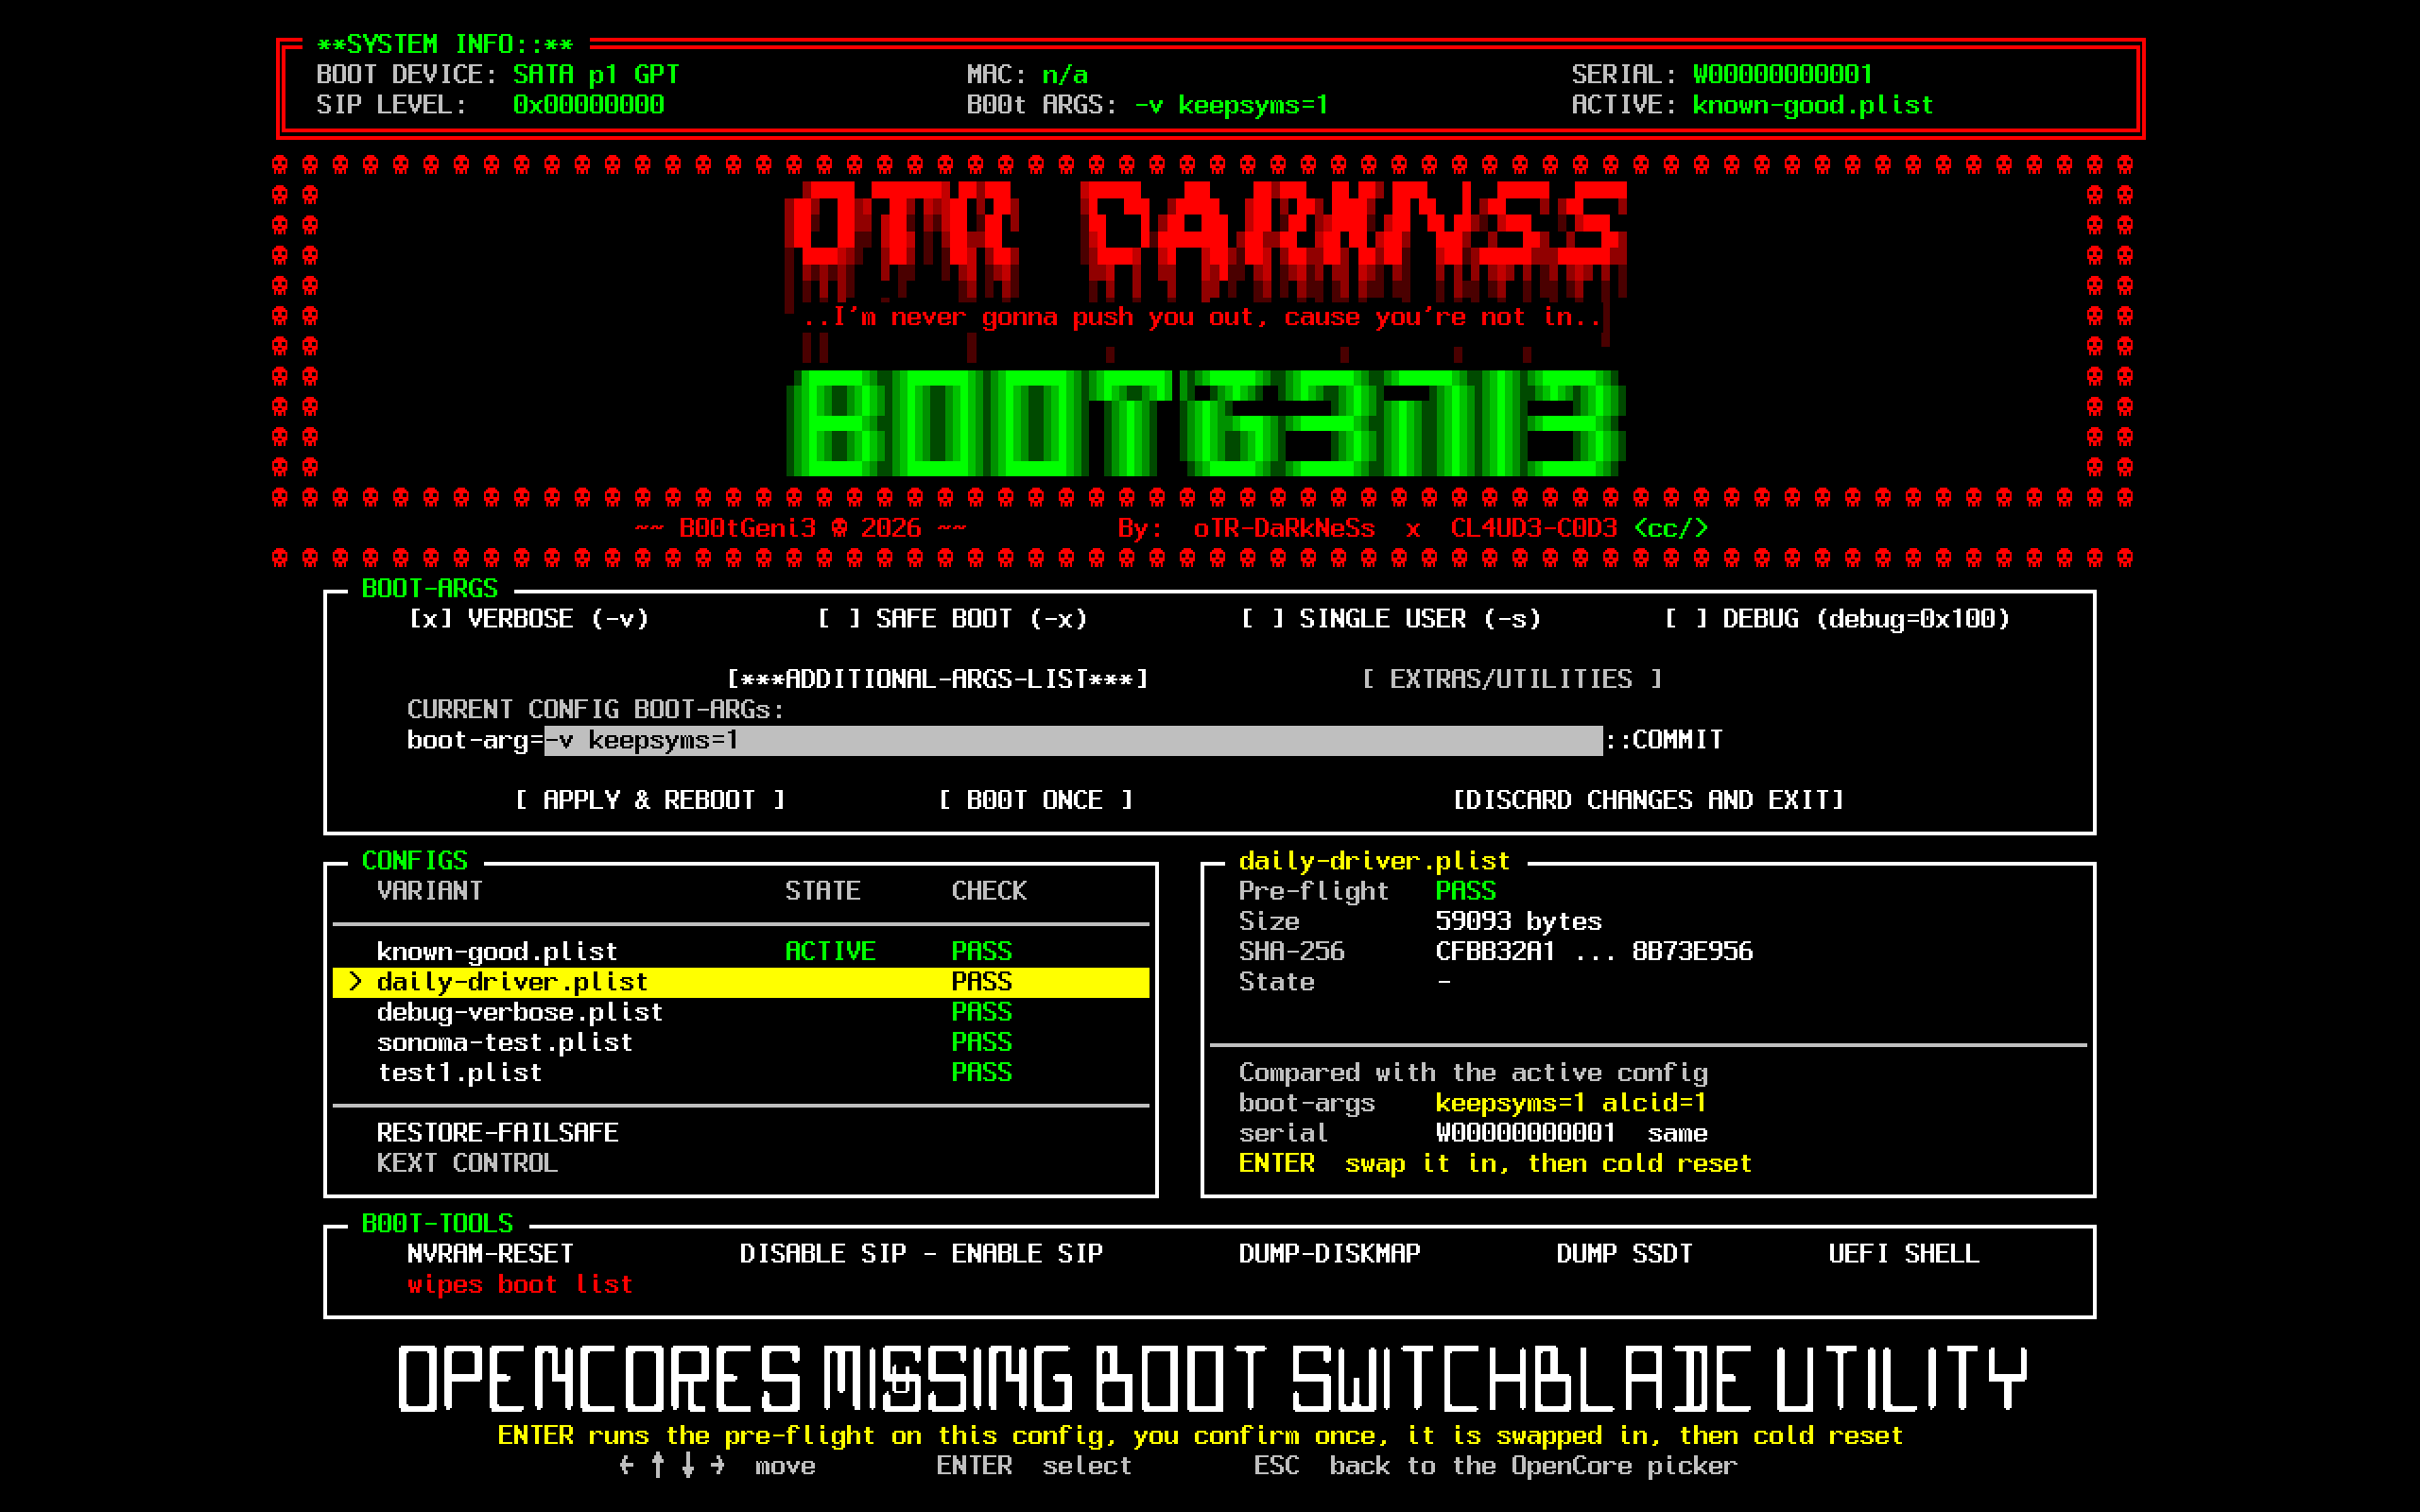 **SYSTEM INFO::**
BOOT DEVICE: SATA p1 GPT MAC: n/a SERIAL: W00000000001
SIP LEVEL: 0x00000000 B00t ARGS: -v keepsyms=1 ACTIVE: known-good.plist
OTR DARKNSS
..I'm never gonna push you out, cause you're not in..
BOOTG3NI3
~~ B00tGeni3 2026 ~~ By: oTR-DaRkNeSs x CL4UD3-C0D3 <cc/>
BOOT-ARGS
[x] VERBOSE (-v) [ ] SAFE BOOT (-x) [ ] SINGLE USER (-s) [ ] DEBUG (debug=0x100)
[***ADDITIONAL-ARGS-LIST***] [ EXTRAS/UTILITIES ]
CURRENT CONFIG BOOT-ARGs:
boot-arg=-v keepsyms=1 ::COMMIT
[ APPLY & REBOOT ] [ B00T ONCE ] [DISCARD CHANGES AND EXIT]
CONFIGS
VARIANT STATE CHECK
known-good.plist ACTIVE PASS
> daily-driver.plist PASS
debug-verbose.plist PASS
sonoma-test.plist PASS
test1.plist PASS
RESTORE-FAILSAFE
KEXT CONTROL
daily-driver.plist
Pre-flight PASS
Size 59093 bytes
SHA-256 CFBB32A1 ... 8B73E956
State -
Compared with the active config
boot-args keepsyms=1 alcid=1
serial W00000000001 same
ENTER swap it in, then cold reset
B00T-TOOLS
NVRAM-RESET DISABLE SIP - ENABLE SIP DUMP-DISKMAP DUMP SSDT UEFI SHELL
wipes boot list
OPENCORES MISSING BOOT SWITCHBLADE UTILITY
ENTER runs the pre-flight on this config, you confirm once, it is swapped in, then cold reset
← ↑ ↓ → move ENTER select ESC back to the OpenCore picker